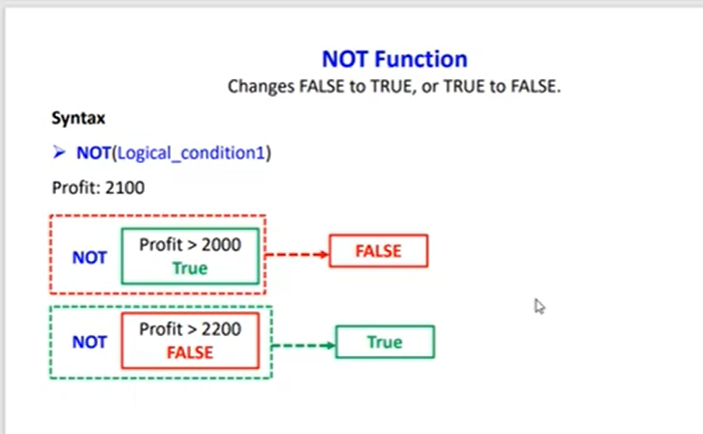 NOT Function
Changes FALSE to TRUE, or TRUE to FALSE.
Syntax
➢ NOT(Logical_condition1)
Profit: 2100
NOT
Profit > 2000
True
FALSE
NOT
Profit > 2200
FALSE
True